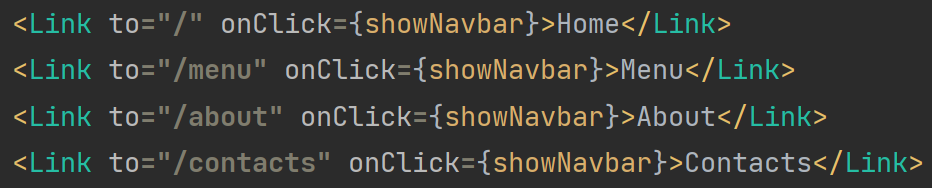 <Link to="/" onClick={showNavbar}>Home</Link>
<Link to="/menu" onClick={showNavbar}>Menu</Link>
<Link to="/about" onClick={showNavbar}>About</Link>
<Link to="/contacts" onClick={showNavbar}>Contacts</Link>